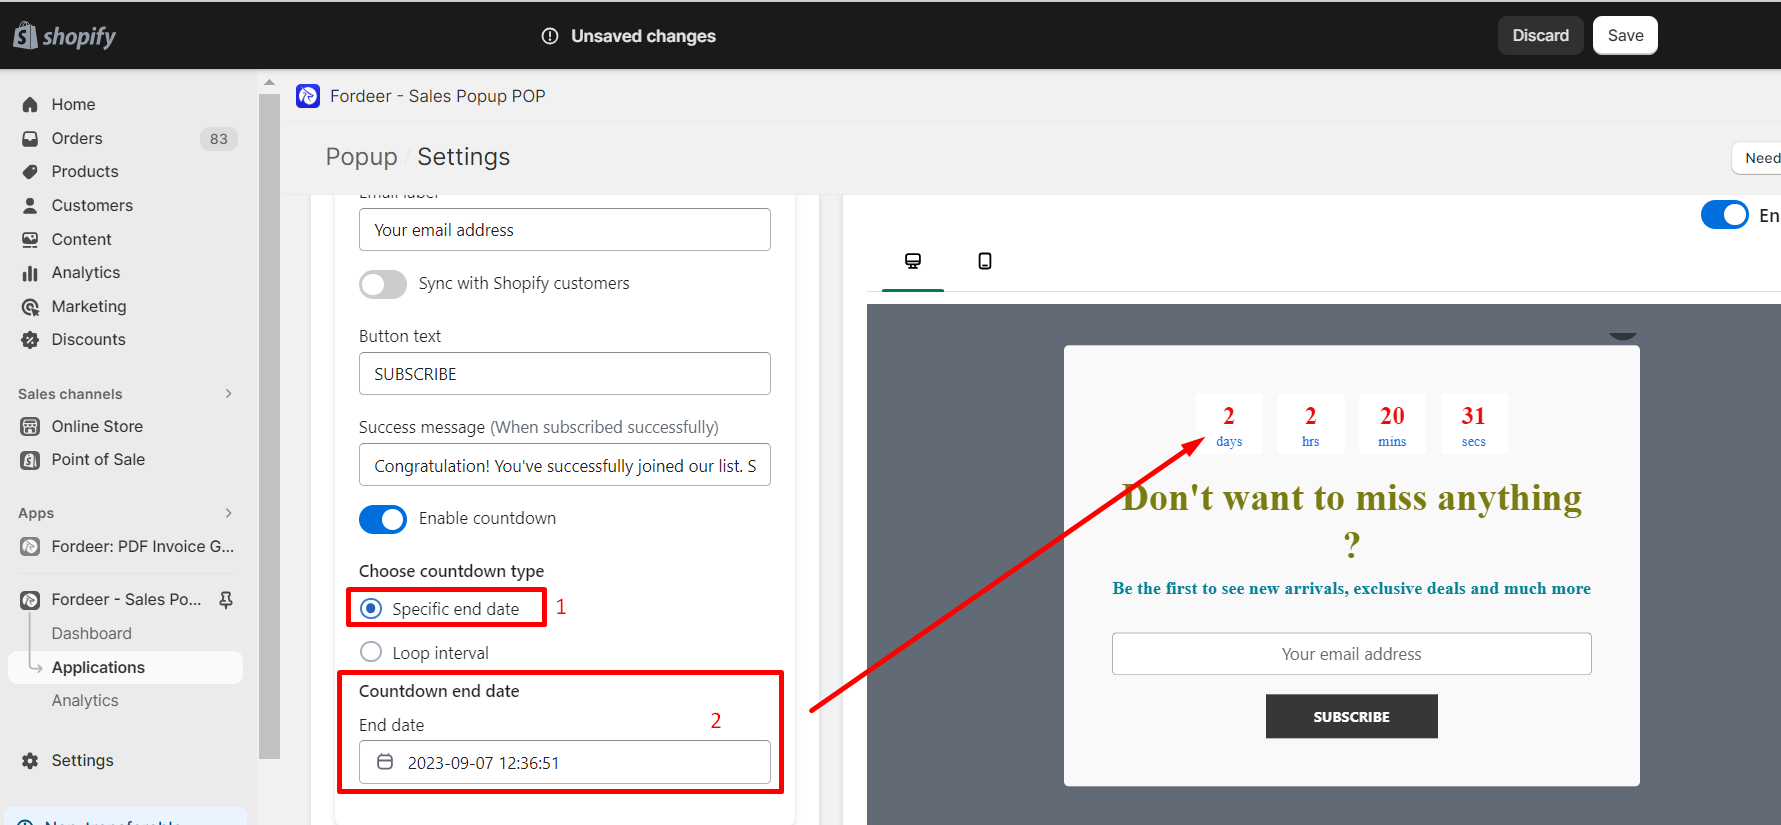 shopify
Unsaved changes
Discard
Save
Home
Orders
83
Products
Customers
Content
Analytics
Marketing
Discounts
Sales channels
Online Store
Point of Sale
Apps
Fordeer: PDF Invoice G...
Fordeer - Sales Po...
Dashboard
Applications
Analytics
Settings
Fordeer - Sales Popup POP
Popup / Settings
Need
Email label
Your email address
Sync with Shopify customers
Button text
SUBSCRIBE
Success message (When subscribed successfully)
Congratulation! You've successfully joined our list. S
Enable countdown
Choose countdown type
Specific end date
1
Loop interval
Countdown end date
2
End date
2023-09-07 12:36:51
En
2 2 20 31
days hrs mins secs
Don't want to miss anything
?
Be the first to see new arrivals, exclusive deals and much more
Your email address
SUBSCRIBE